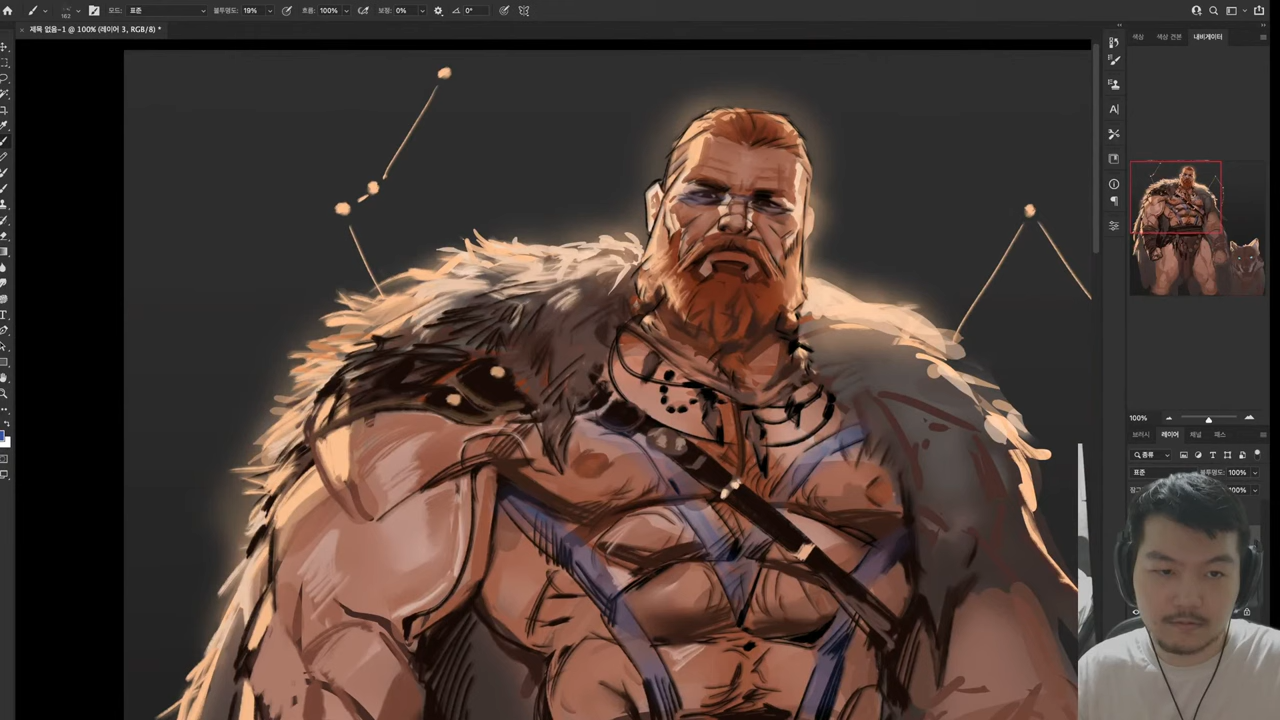 162 모드: 표준 불투명도: 19% 흐름: 100% 보정: 0% 0°
제목 없음-1 @ 100% (레이어 3, RGB/8) *
색상 색상 견본 내비게이터
100%
브러시 레이어 채널 패스
종류
표준 불투명도: 100%
100%